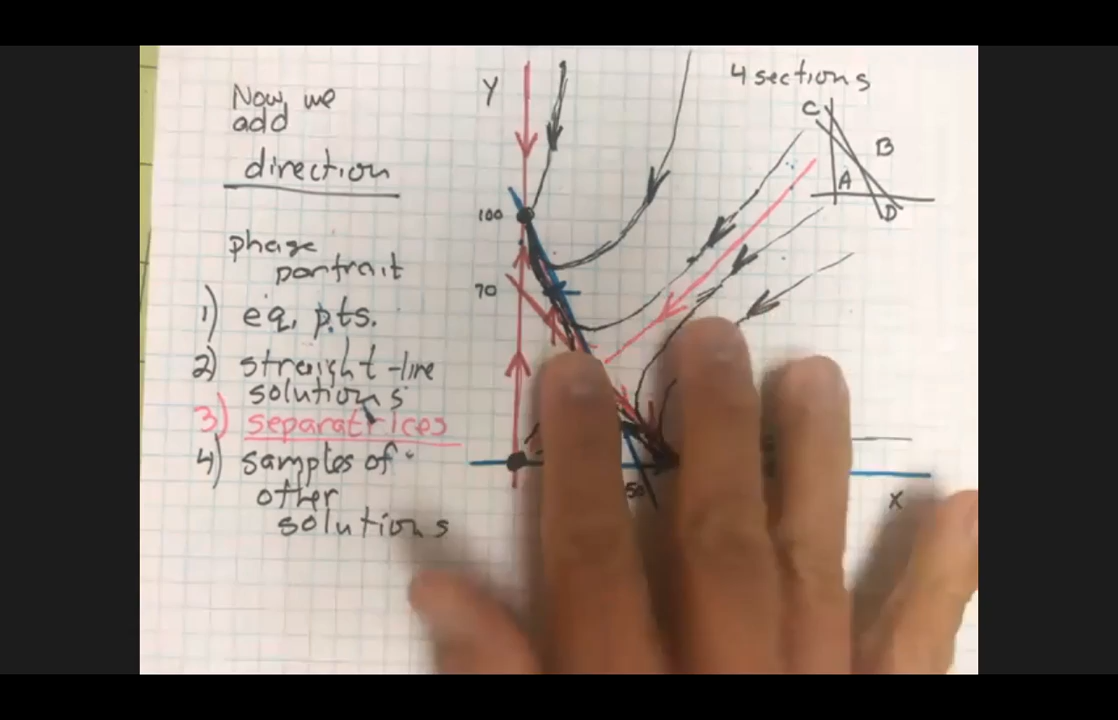 Now, we
add
direction
phase
portrait
1) eq. pts.
2) straight-line
solutions
3) separatrices
4) samples of
other
solutions
Y
100
70
50
X
4 sections
C
B
A
D